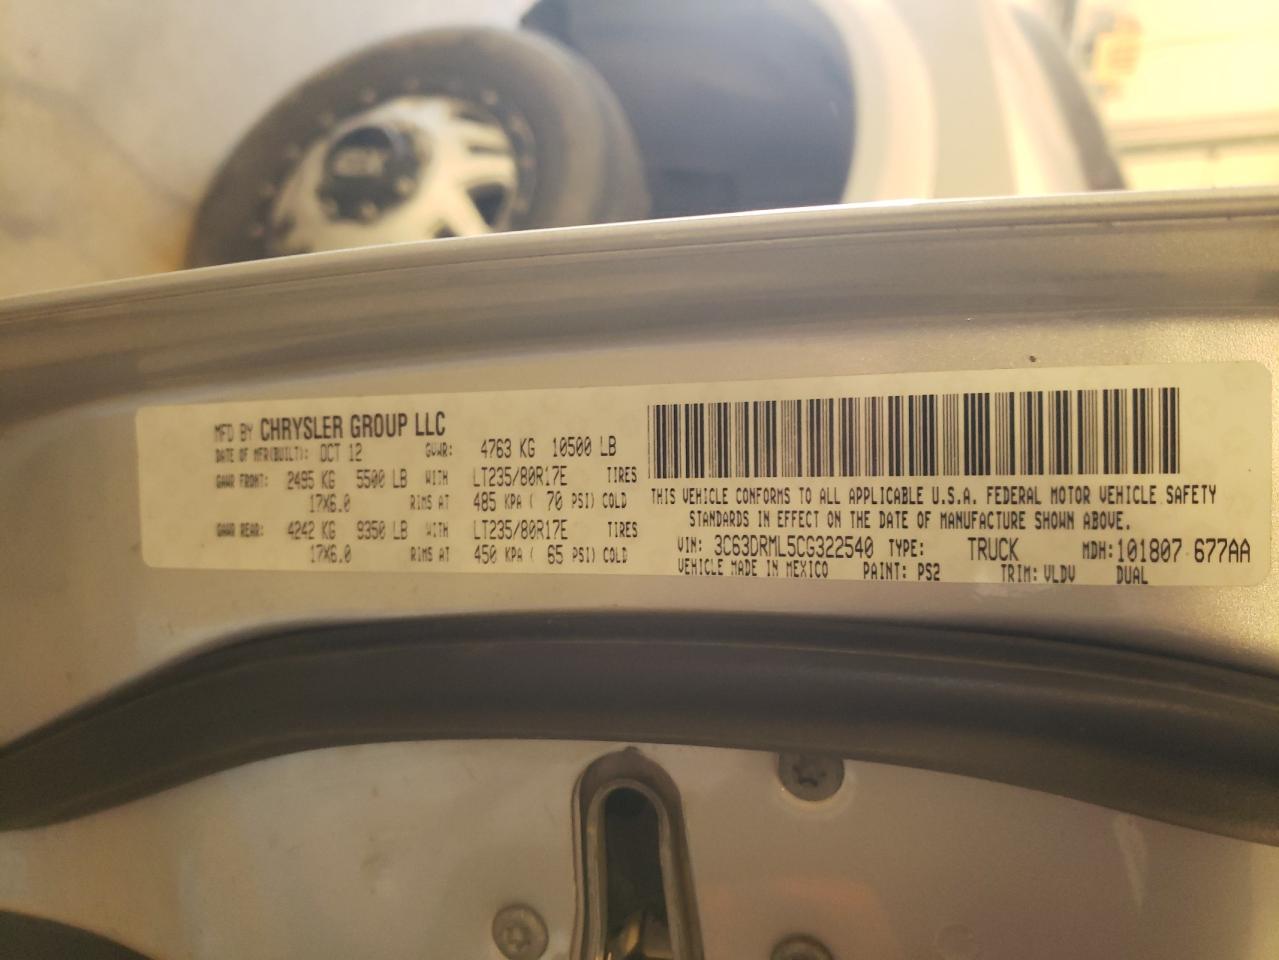 MFD BY CHRYSLER GROUP LLC
DATE OF MFR(BUILT): OCT 12 GVWR: 4763 KG 10500 LB
GAWR FRONT: 2495 KG 5500 LB WITH LT235/80R17E TIRES
17X6.0 RIMS AT 485 KPA ( 70 PSI) COLD
GAWR REAR: 4242 KG 9350 LB WITH LT235/80R17E TIRES
17X6.0 RIMS AT 450 KPA ( 65 PSI) COLD
THIS VEHICLE CONFORMS TO ALL APPLICABLE U.S.A. FEDERAL MOTOR VEHICLE SAFETY
STANDARDS IN EFFECT ON THE DATE OF MANUFACTURE SHOWN ABOVE.
VIN: 3C63DRML5CG322540 TYPE: TRUCK MDH: 101807 677AA
VEHICLE MADE IN MEXICO PAINT: PS2 TRIM: VLDV DUAL